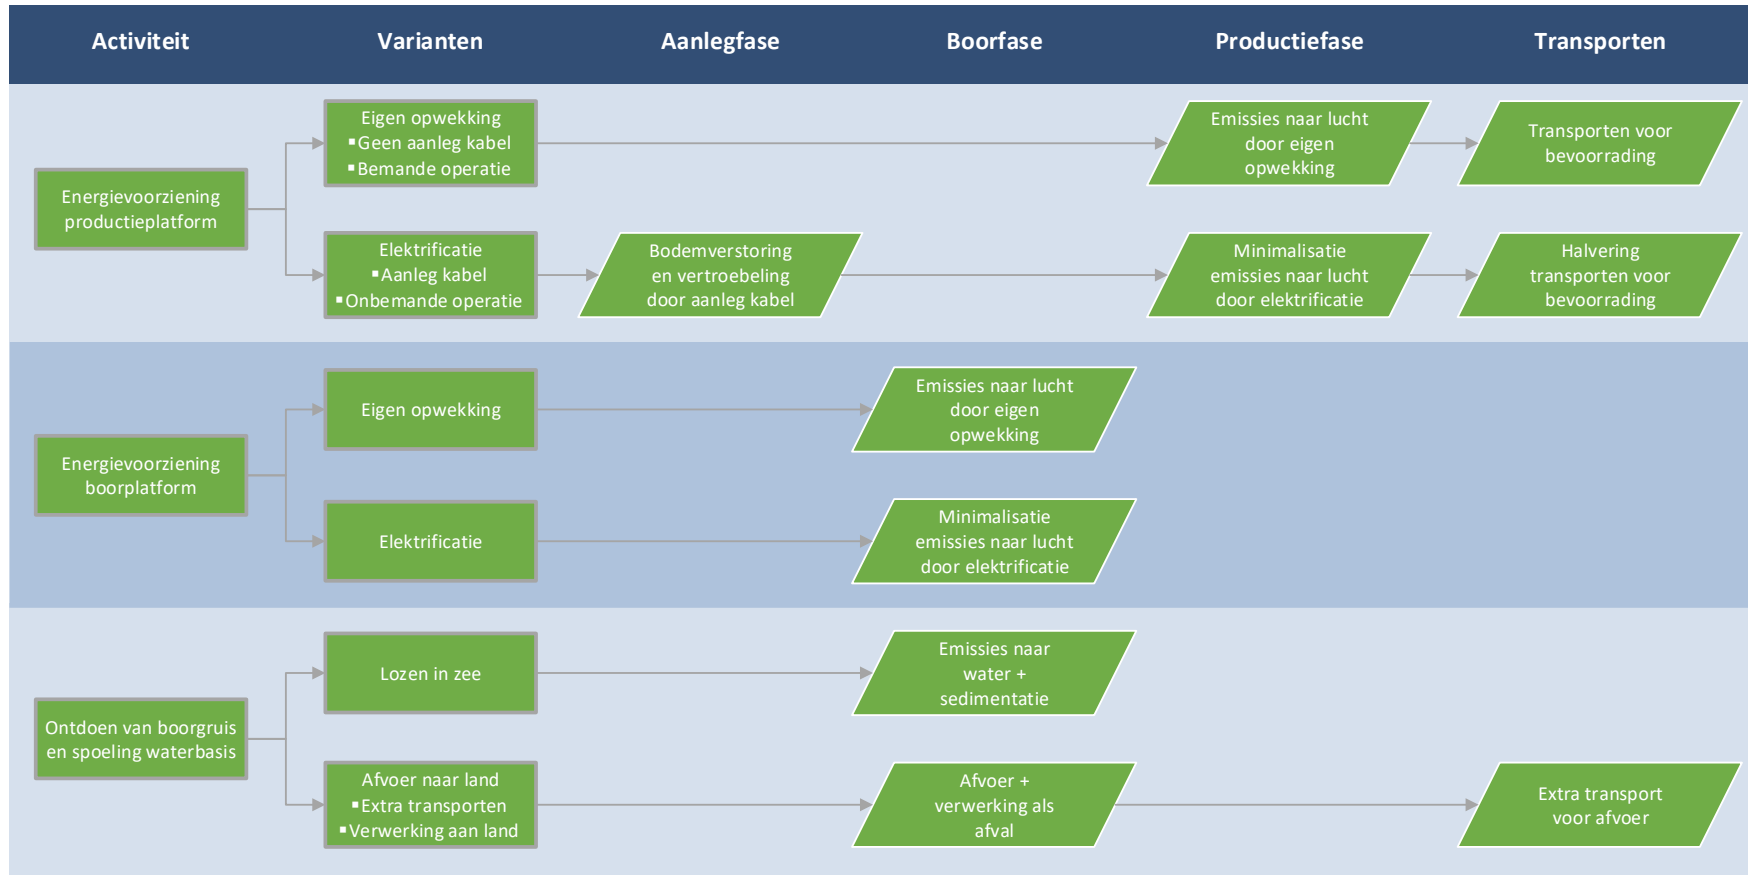 Activiteit
Varianten
Aanlegfase
Boorfase
Productiefase
Transporten
Energievoorziening
productieplatform
Eigen opwekking
▪Geen aanleg kabel
▪Bemande operatie
Emissies naar lucht
door eigen
opwekking
Transporten voor
bevoorrading
Elektrificatie
▪Aanleg kabel
▪Onbemande operatie
Bodemverstoring
en vertroebeling
door aanleg kabel
Minimalisatie
emissies naar lucht
door elektrificatie
Halvering
transporten voor
bevoorrading
Energievoorziening
boorplatform
Eigen opwekking
Emissies naar lucht
door eigen
opwekking
Elektrificatie
Minimalisatie
emissies naar lucht
door elektrificatie
Ontdoen van boorgruis
en spoeling waterbasis
Lozen in zee
Emissies naar
water +
sedimentatie
Afvoer naar land
▪Extra transporten
▪Verwerking aan land
Afvoer +
verwerking als
afval
Extra transport
voor afvoer